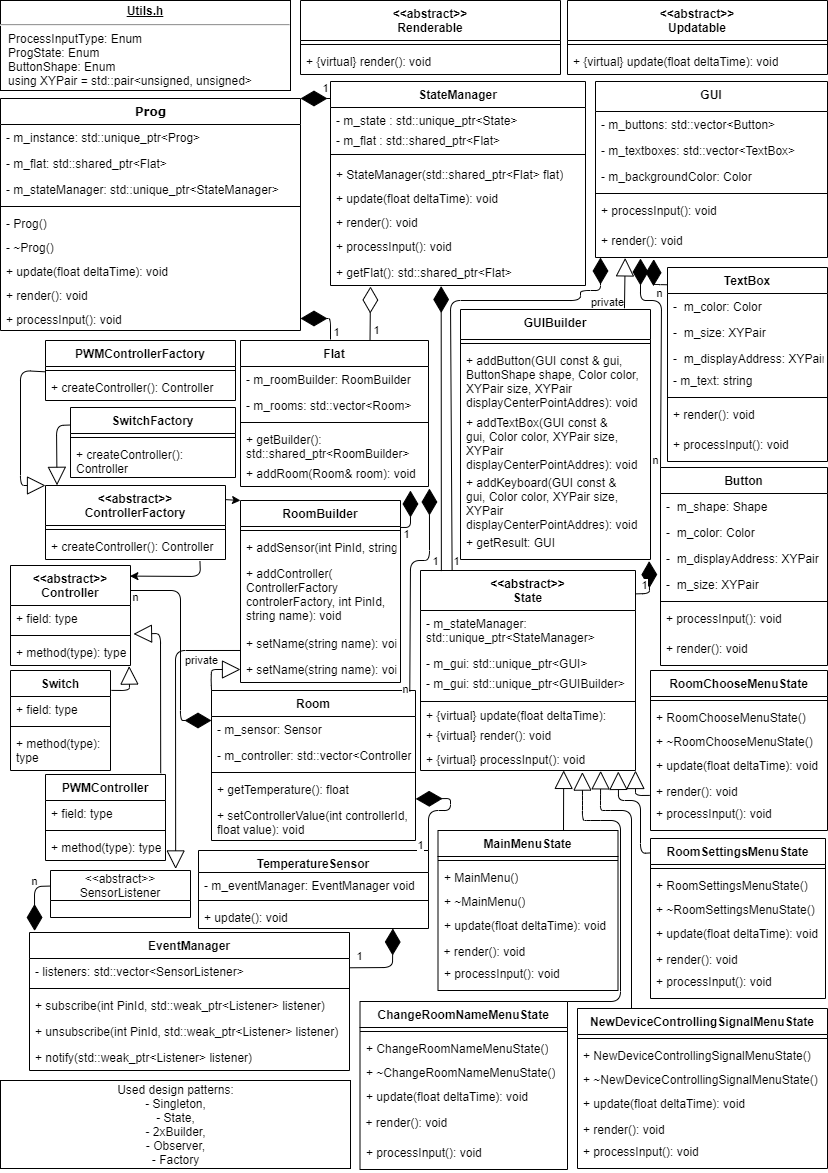 Utils.h
ProcessInputType: Enum
ProgState: Enum
ButtonShape: Enum
using XYPair = std::pair<unsigned, unsigned>
<<abstract>>
Renderable
+ {virtual} render(): void
<<abstract>>
Updatable
+ {virtual} update(float deltaTime): void
Prog
- m_instance: std::unique_ptr<Prog>
- m_flat: std::shared_ptr<Flat>
- m_stateManager: std::unique_ptr<StateManager>
- Prog()
- ~Prog()
+ update(float deltaTime): void
+ render(): void
+ processInput(): void
1
1
StateManager
- m_state : std::unique_ptr<State>
- m_flat : std::shared_ptr<Flat>
+ StateManager(std::shared_ptr<Flat> flat)
+ update(float deltaTime): void
+ render(): void
+ processInput(): void
+ getFlat(): std::shared_ptr<Flat>
1
GUI
- m_buttons: std::vector<Button>
- m_textboxes: std::vector<TextBox>
- m_backgroundColor: Color
+ processInput(): void
+ render(): void
private
n
TextBox
- m_color: Color
- m_size: XYPair
- m_displayAddress: XYPair
- m_text: string
+ render(): void
+ processInput(): void
GUIBuilder
+ addButton(GUI const & gui,
ButtonShape shape, Color color,
XYPair size, XYPair
displayCenterPointAddres): void
+ addTextBox(GUI const &
gui, Color color, XYPair size,
XYPair
displayCenterPointAddres): void
+ addKeyboard(GUI const &
gui, Color color, XYPair size,
XYPair
displayCenterPointAddres): void
+ getResult: GUI
n
Button
- m_shape: Shape
- m_color: Color
- m_displayAddress: XYPair
- m_size: XYPair
+ processInput(): void
+ render(): void
PWMControllerFactory
+ createController(): Controller
SwitchFactory
+ createController():
Controller
<<abstract>>
ControllerFactory
+ createController(): Controller
Flat
- m_roomBuilder: RoomBuilder
- m_rooms: std::vector<Room>
+ getBuilder():
std::shared_ptr<RoomBuilder>
+ addRoom(Room& room): void
1
1
1
1
n
RoomBuilder
+ addSensor(int PinId, string
+ addController(
ControllerFactory
controlerFactory, int PinId,
string name): void
+ setName(string name): voi
+ setName(string name): voi
<<abstract>>
Controller
+ field: type
+ method(type): type
n
private
Switch
+ field: type
+ method(type):
type
PWMController
+ field: type
+ method(type): type
Room
- m_sensor: Sensor
- m_controller: std::vector<Controller
+ getTemperature(): float
+ setControllerValue(int controllerId,
float value): void
1
<<abstract>>
State
- m_stateManager:
std::unique_ptr<StateManager>
- m_gui: std::unique_ptr<GUI>
- m_gui: std::unique_ptr<GUIBuilder>
+ {virtual} update(float deltaTime):
+ {virtual} render(): void
+ {virtual} processInput(): void
RoomChooseMenuState
+ RoomChooseMenuState()
+ ~RoomChooseMenuState()
+ update(float deltaTime): void
+ render(): void
+ processInput(): void
MainMenuState
+ MainMenu()
+ ~MainMenu()
+ update(float deltaTime): void
+ render(): void
+ processInput(): void
RoomSettingsMenuState
+ RoomSettingsMenuState()
+ ~RoomSettingsMenuState()
+ update(float deltaTime): void
+ render(): void
+ processInput(): void
TemperatureSensor
- m_eventManager: EventManager void
+ update(): void
<<abstract>>
SensorListener
n
1
EventManager
- listeners: std::vector<SensorListener>
+ subscribe(int PinId, std::weak_ptr<Listener> listener)
+ unsubscribe(int PinId, std::weak_ptr<Listener> listener)
+ notify(std::weak_ptr<Listener> listener)
ChangeRoomNameMenuState
+ ChangeRoomNameMenuState()
+ ~ChangeRoomNameMenuState()
+ update(float deltaTime): void
+ render(): void
+ processInput(): void
NewDeviceControllingSignalMenuState
+ NewDeviceControllingSignalMenuState()
+ ~NewDeviceControllingSignalMenuState()
+ update(float deltaTime): void
+ render(): void
+ processInput(): void
Used design patterns:
- Singleton,
- State,
- 2xBuilder,
- Observer,
- Factory